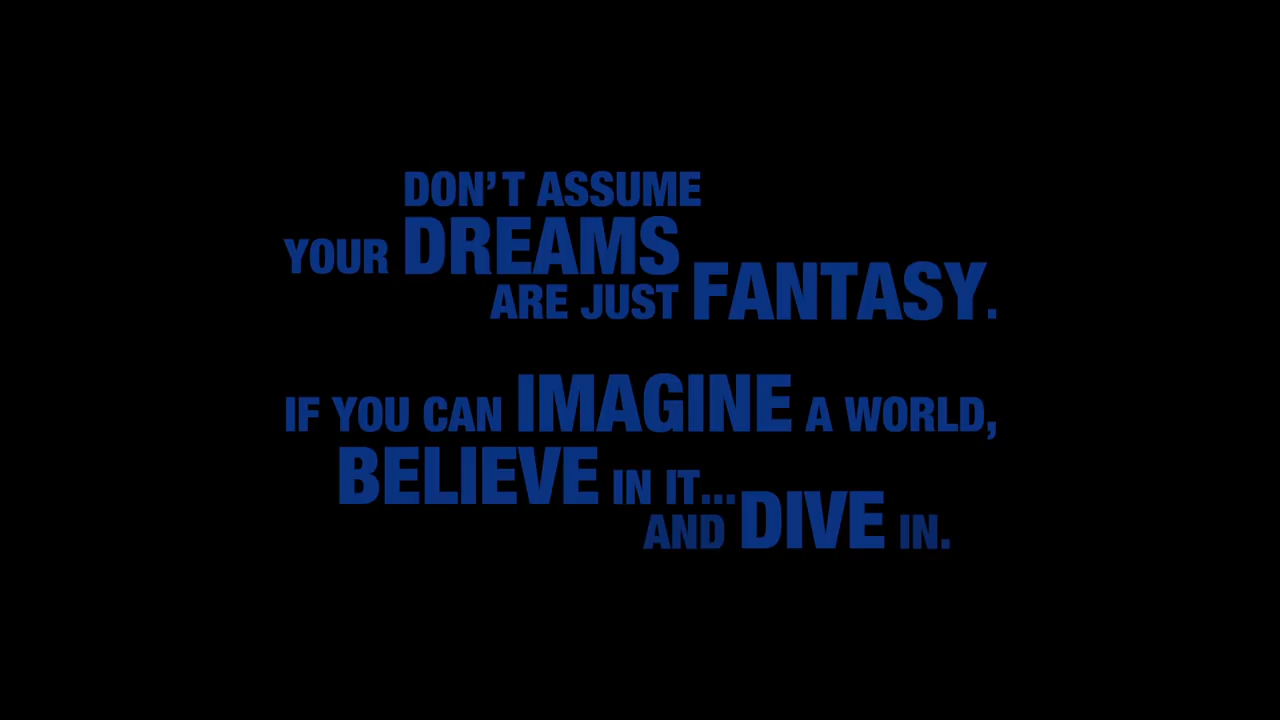 DON'T ASSUME
YOUR DREAMS
ARE JUST FANTASY.
IF YOU CAN IMAGINE A WORLD,
BELIEVE IN IT...
AND DIVE IN.